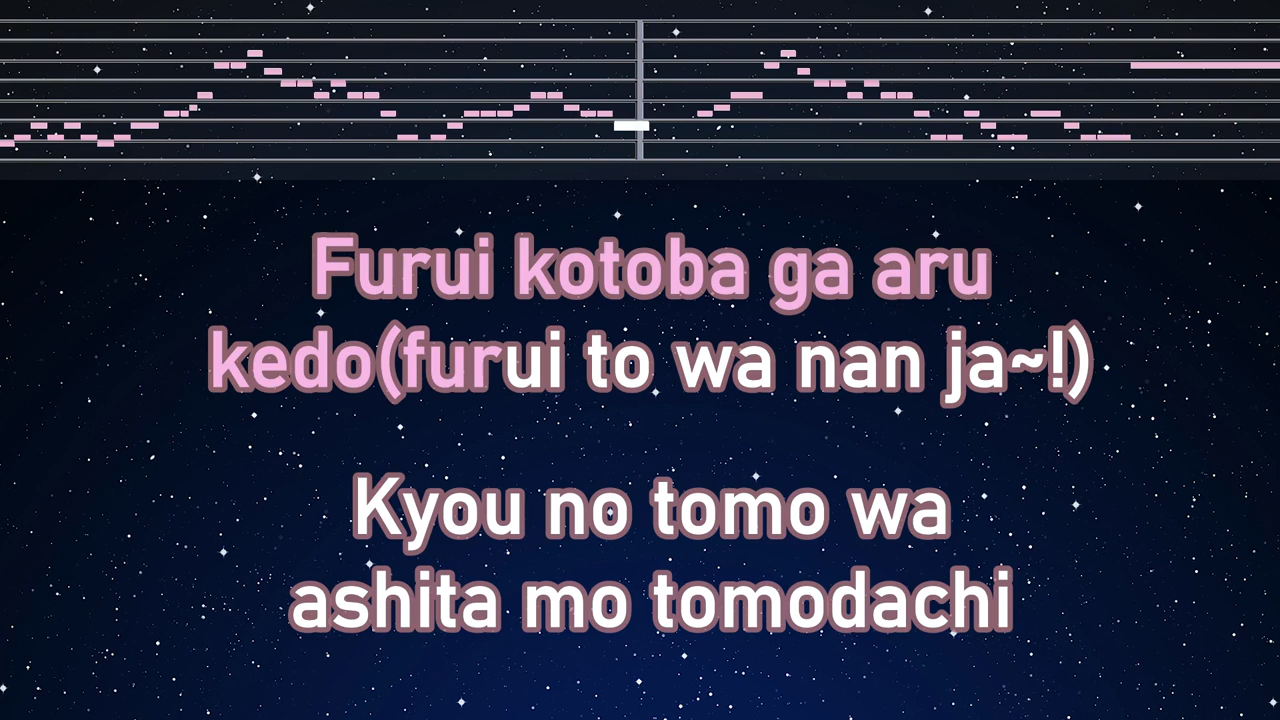 Furui kotoba ga aru
kedo(furui to wa nan ja~!)
Kyou no tomo wa
ashita mo tomodachi